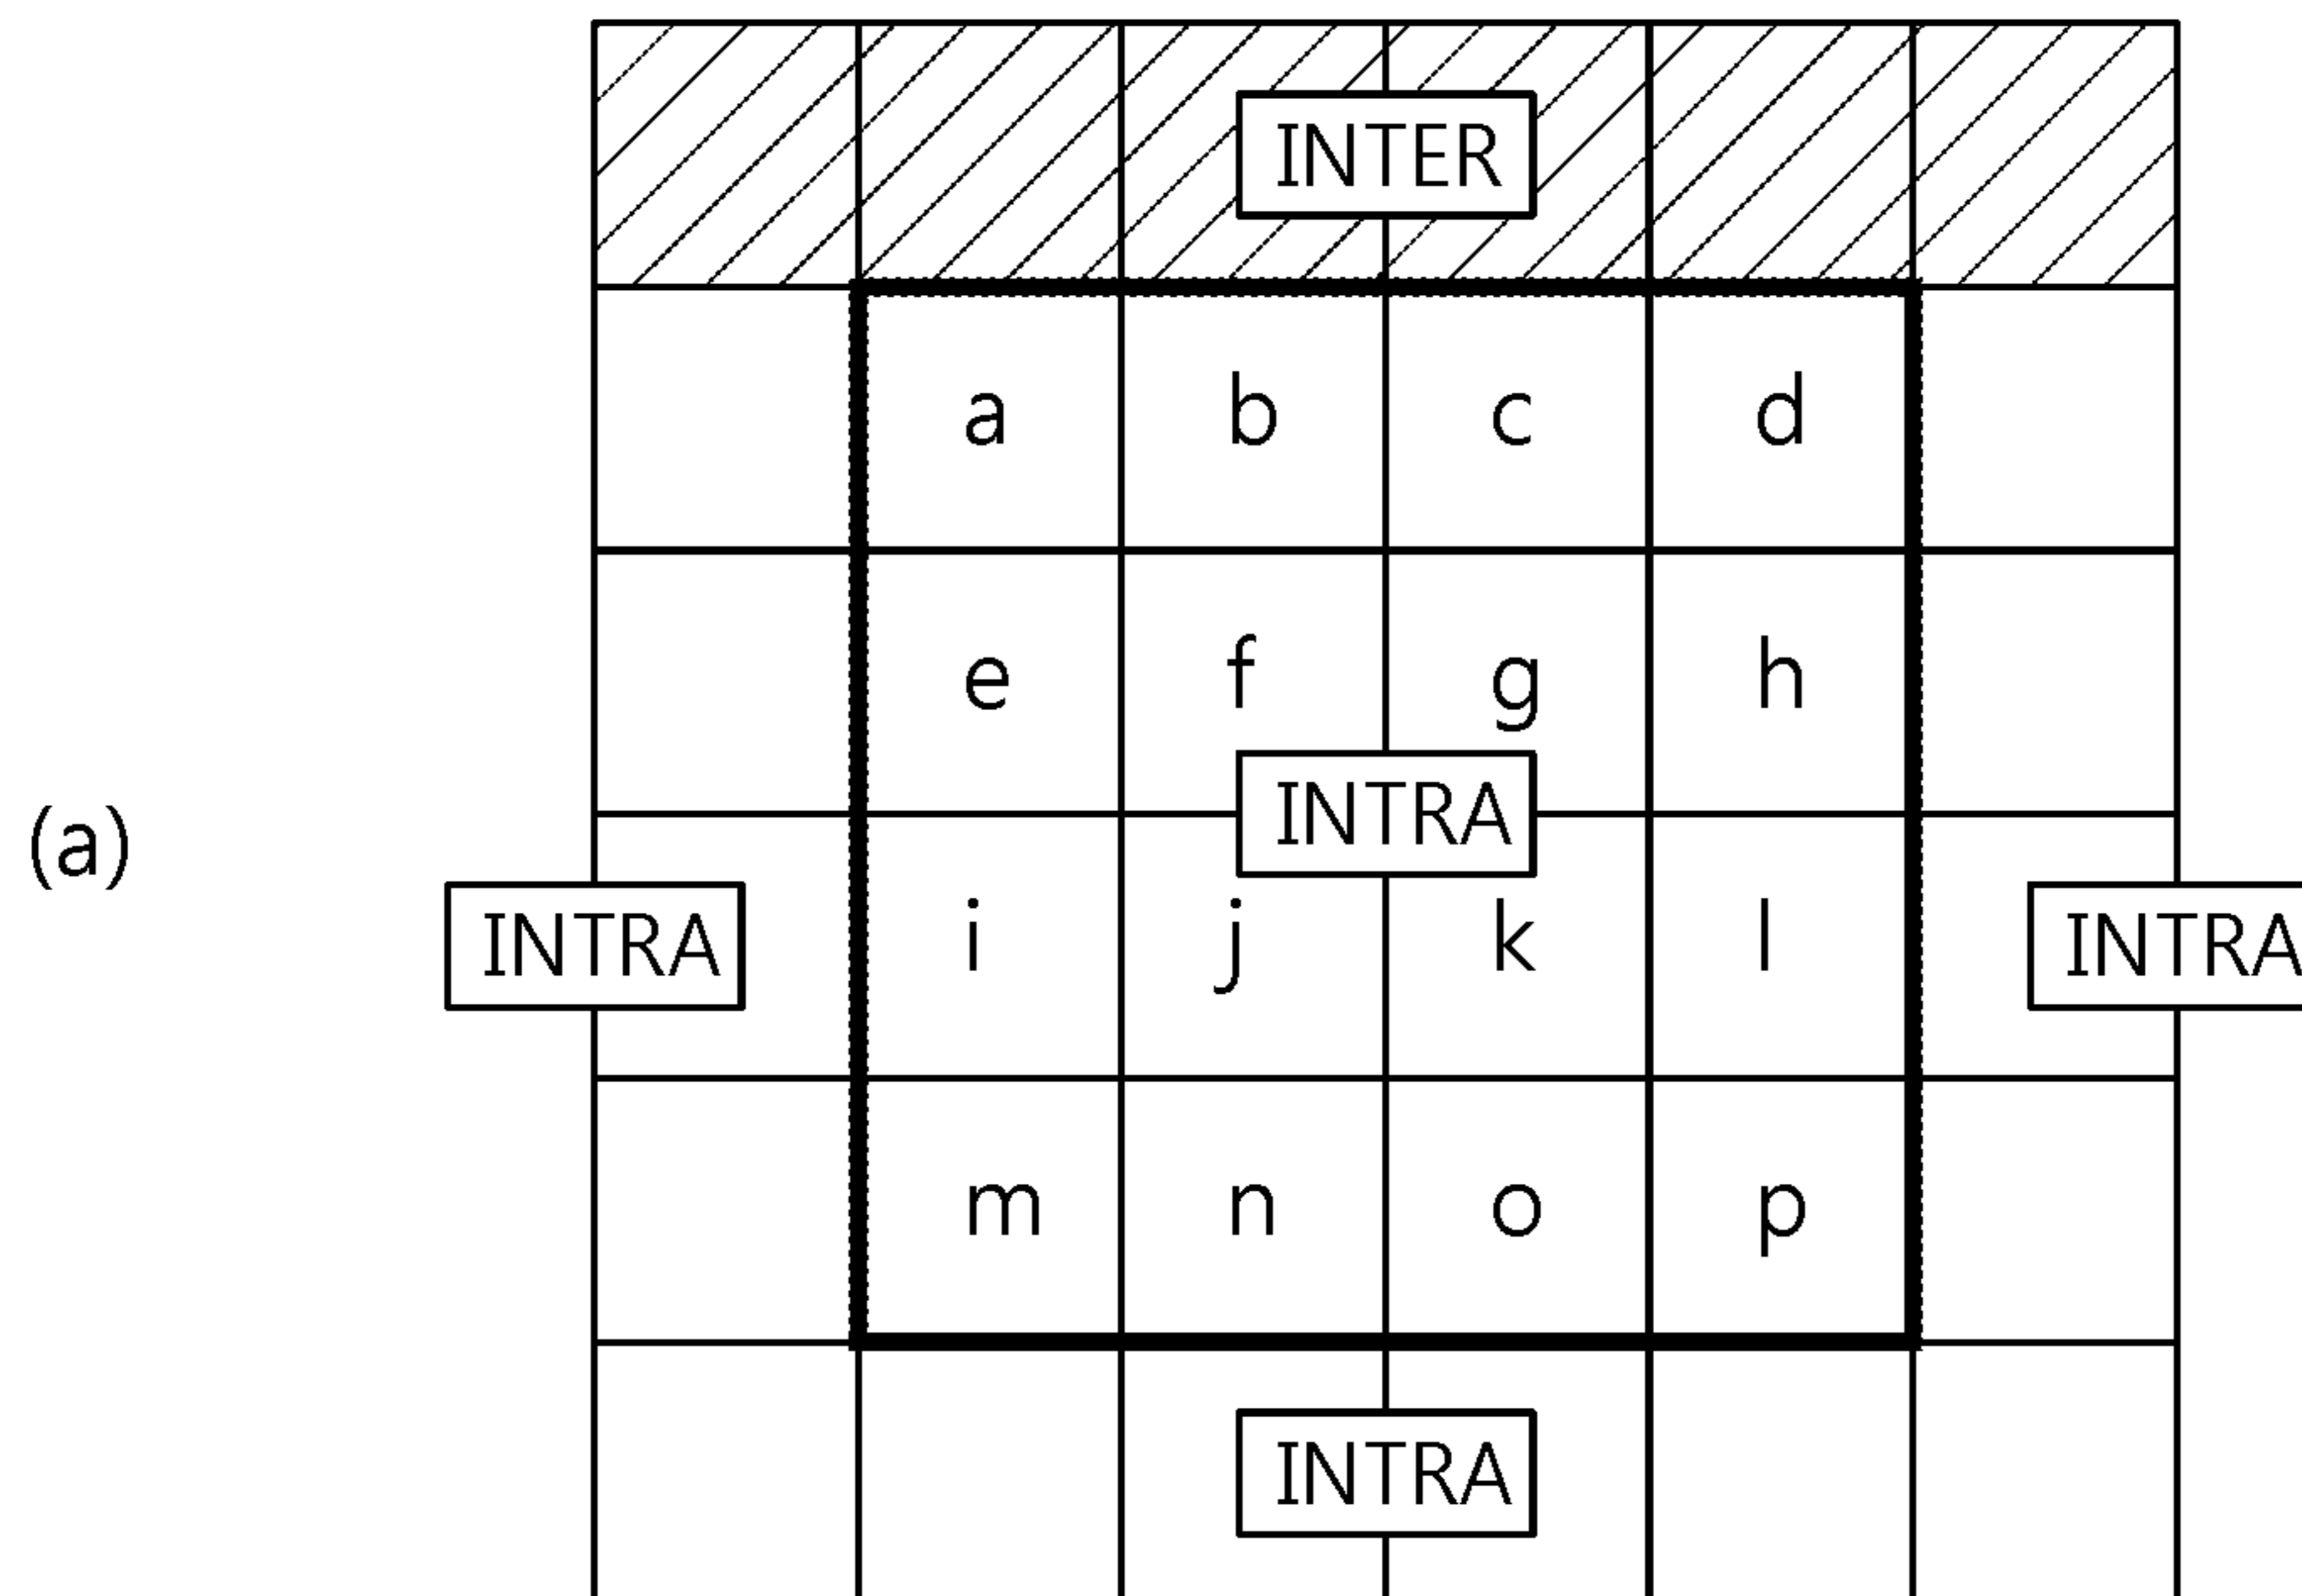 INTER
a b c d
e f g h
INTRA
(a)
INTRA i j k l INTRA
m n o p
INTRA